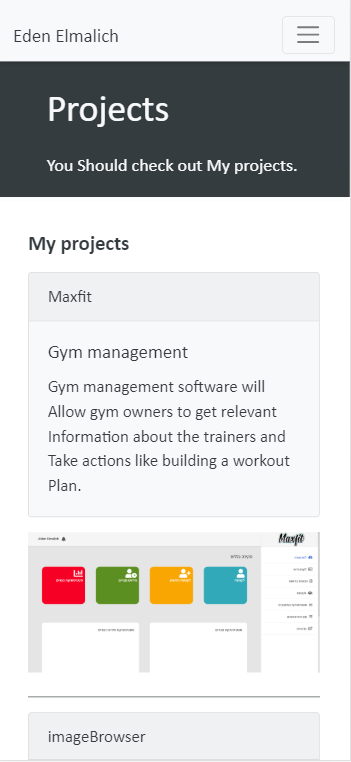 Eden Elmalich
Projects
You Should check out My projects.
My projects
Maxfit
Gym management
Gym management software will
Allow gym owners to get relevant
Information about the trainers and
Take actions like building a workout
Plan.
Maxfit
imageBrowser